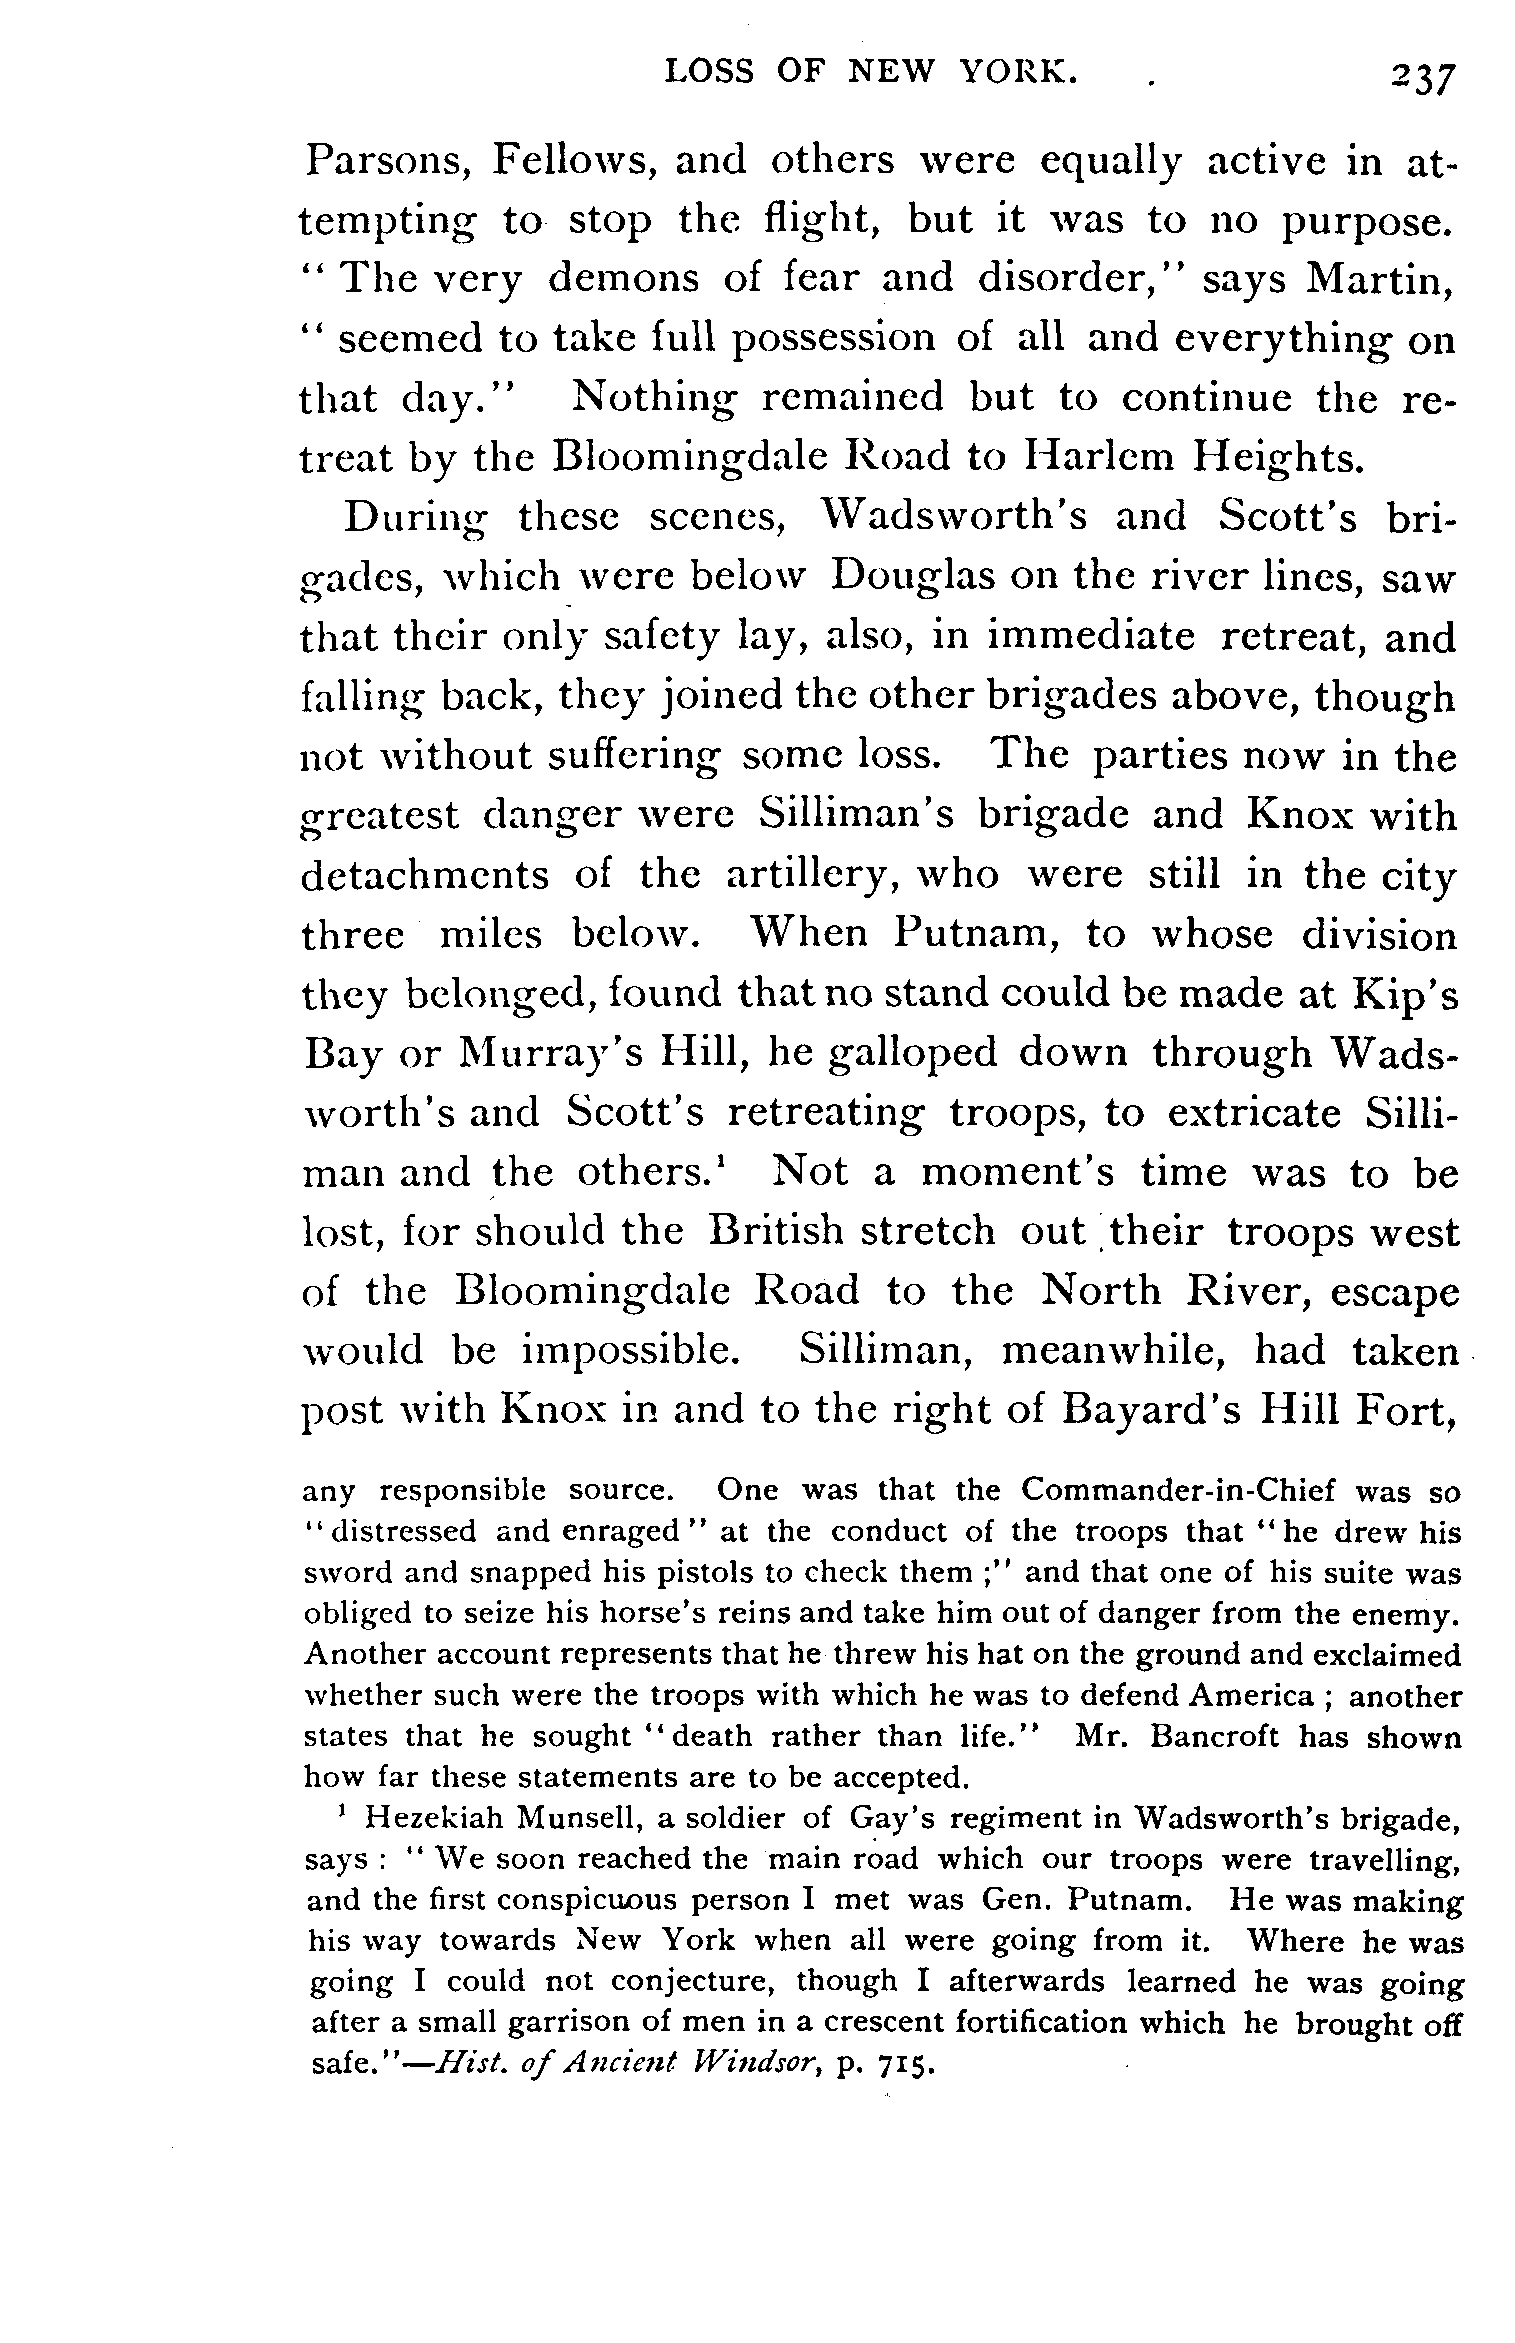 LOSS OF NEW YORK. 237
Parsons, Fellows, and others were equally active in at-
tempting to stop the flight, but it was to no purpose.
" The very demons of fear and disorder," says Martin,
" seemed to take full possession of all and everything on
that day." Nothing remained but to continue the re-
treat by the Bloomingdale Road to Harlem Heights.
During these scenes, Wadsworth's and Scott's bri-
gades, which were below Douglas on the river lines, saw
that their only safety lay, also, in immediate retreat, and
falling back, they joined the other brigades above, though
not without suffering some loss. The parties now in the
greatest danger were Silliman's brigade and Knox with
detachments of the artillery, who were still in the city
three miles below. When Putnam, to whose division
they belonged, found that no stand could be made at Kip's
Bay or Murray's Hill, he galloped down through Wads-
worth's and Scott's retreating troops, to extricate Silli-
man and the others.¹ Not a moment's time was to be
lost, for should the British stretch out their troops west
of the Bloomingdale Road to the North River, escape
would be impossible. Silliman, meanwhile, had taken
post with Knox in and to the right of Bayard's Hill Fort,
any responsible source. One was that the Commander-in-Chief was so
"distressed and enraged" at the conduct of the troops that "he drew his
sword and snapped his pistols to check them ;" and that one of his suite was
obliged to seize his horse's reins and take him out of danger from the enemy.
Another account represents that he threw his hat on the ground and exclaimed
whether such were the troops with which he was to defend America ; another
states that he sought "death rather than life." Mr. Bancroft has shown
how far these statements are to be accepted.
¹ Hezekiah Munsell, a soldier of Gay's regiment in Wadsworth's brigade,
says : " We soon reached the main road which our troops were travelling,
and the first conspicuous person I met was Gen. Putnam. He was making
his way towards New York when all were going from it. Where he was
going I could not conjecture, though I afterwards learned he was going
after a small garrison of men in a crescent fortification which he brought off
safe."—Hist. of Ancient Windsor, p. 715.